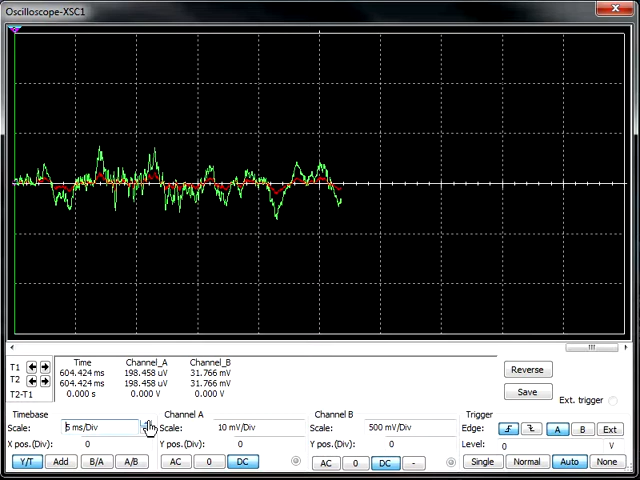 Oscilloscope-XSC1
Time Channel_A Channel_B
T1 604.424 ms 198.458 uV 31.766 mV
T2 604.424 ms 198.458 uV 31.766 mV
T2-T1 0.000 s 0.000 V 0.000 V
Reverse
Save
Ext. trigger
Timebase Channel A Channel B Trigger
Scale: 5 ms/Div Scale: 10 mV/Div Scale: 500 mV/Div Edge: A B Ext
X pos.(Div): 0 Y pos.(Div): 0 Y pos.(Div): 0 Level: 0 V
Y/T Add B/A A/B AC 0 DC AC 0 DC - Single Normal Auto None